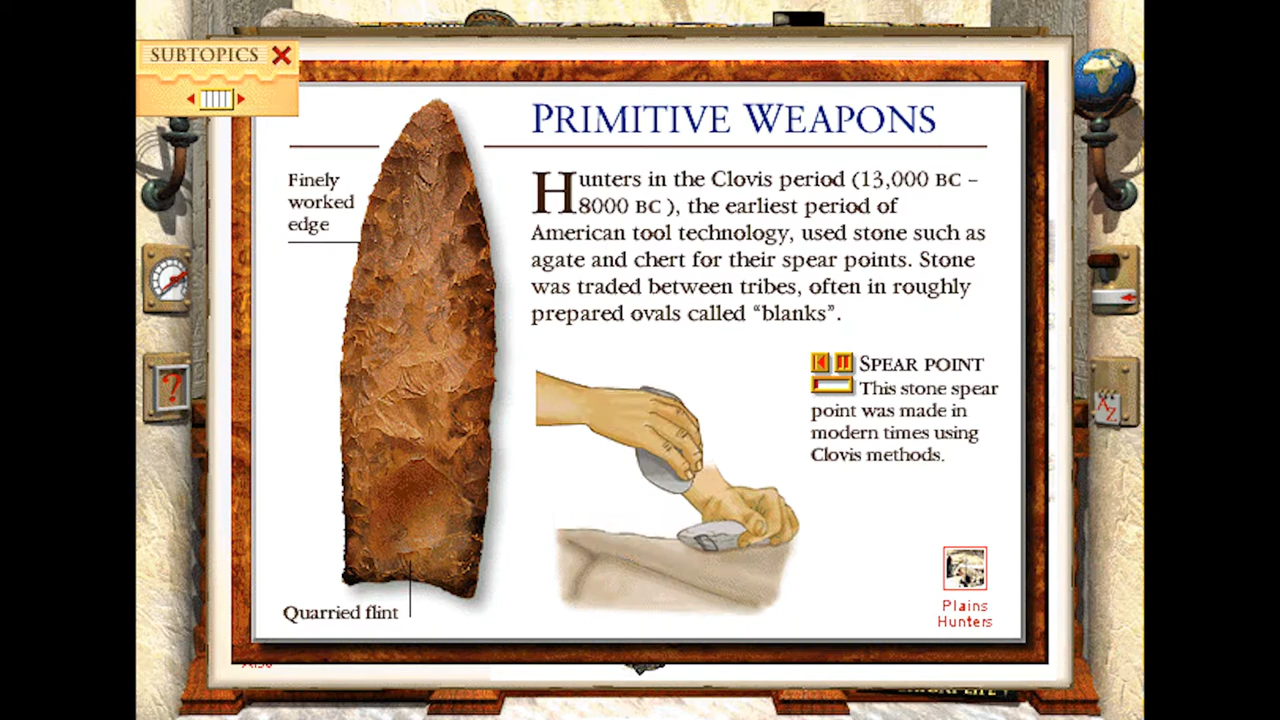 SUBTOPICS
PRIMITIVE WEAPONS
Finely
worked
edge
Hunters in the Clovis period (13,000 BC –
8000 BC ), the earliest period of
American tool technology, used stone such as
agate and chert for their spear points. Stone
was traded between tribes, often in roughly
prepared ovals called “blanks”.
SPEAR POINT
This stone spear
point was made in
modern times using
Clovis methods.
Quarried flint
Plains
Hunters
?
AZ